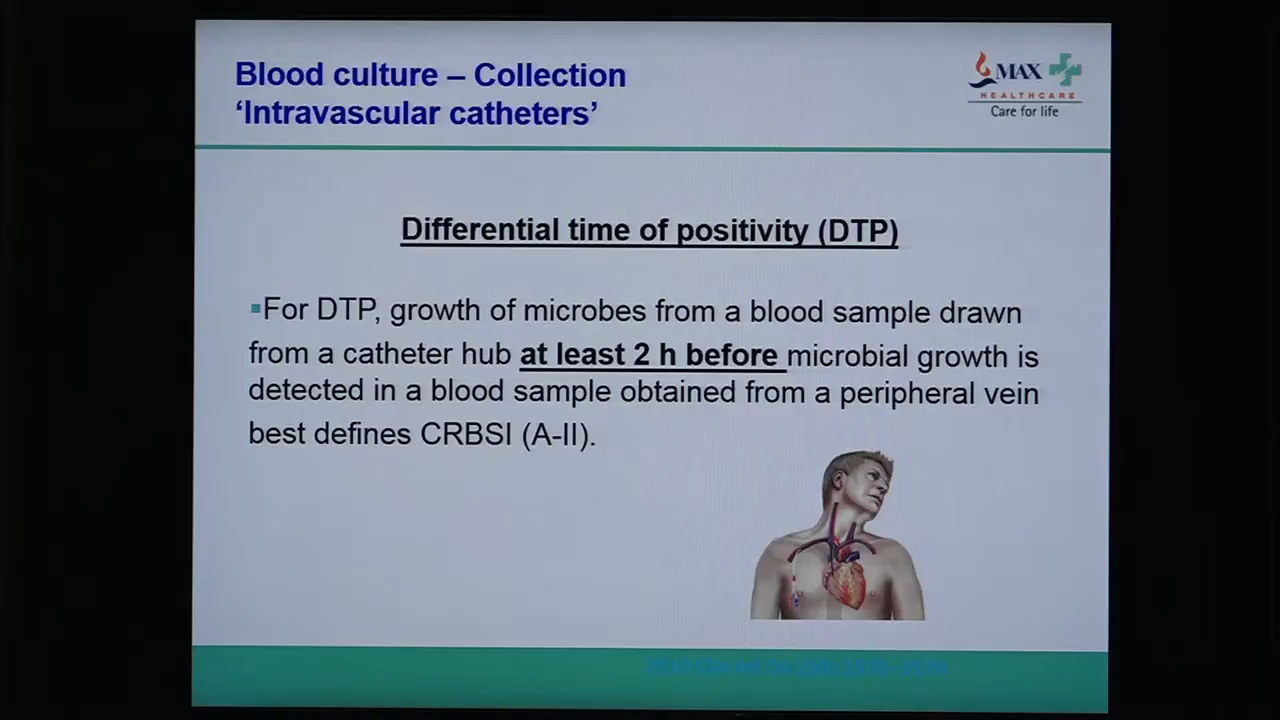 Blood culture – Collection
‘Intravascular catheters’
MAX
HEALTHCARE
Care for life
Differential time of positivity (DTP)
▪For DTP, growth of microbes from a blood sample drawn
from a catheter hub at least 2 h before microbial growth is
detected in a blood sample obtained from a peripheral vein
best defines CRBSI (A-II).